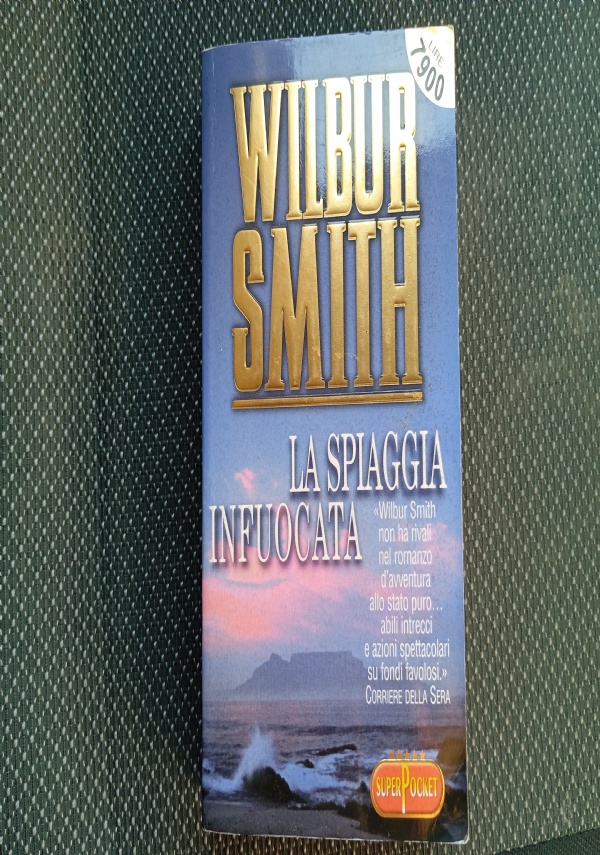 LIRE
7900
WILBUR
SMITH
LA SPIAGGIA
INFUOCATA
«Wilbur Smith
non ha rivali
nel romanzo
d'avventura
allo stato puro...
abili intrecci
e azioni spettacolari
su fondi favolosi.»
CORRIERE DELLA SERA
SUPERPOCKET